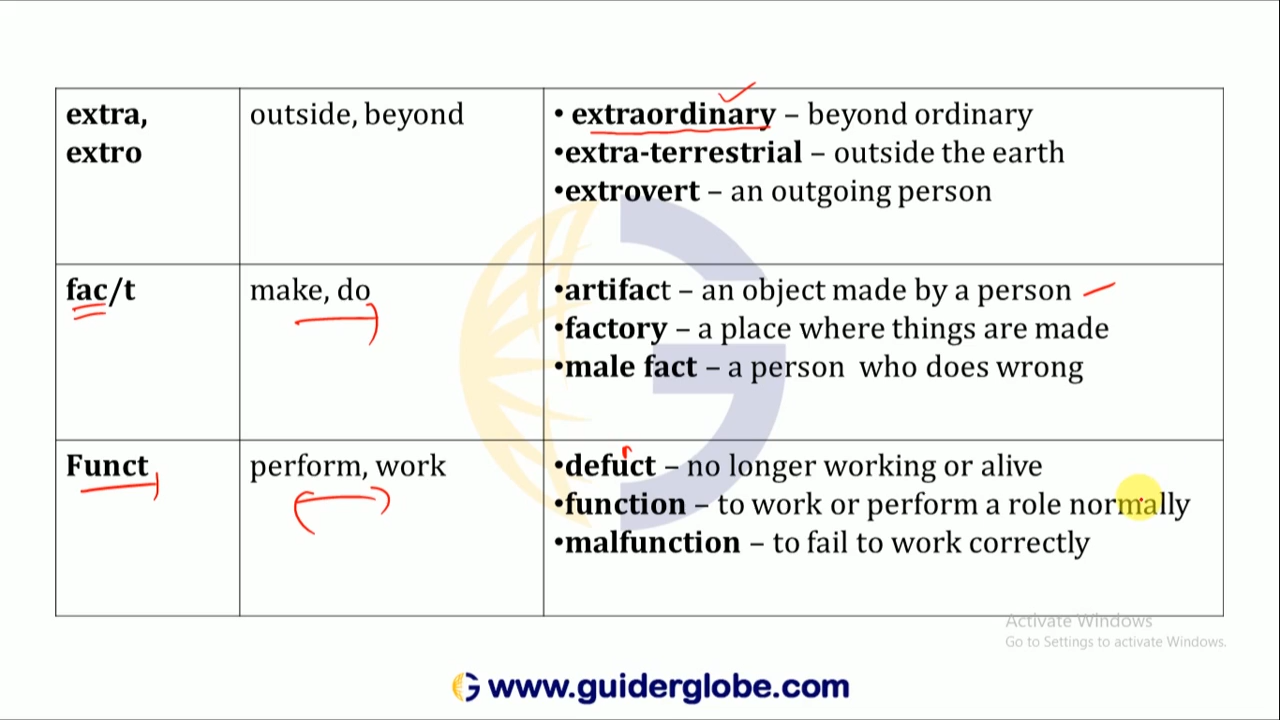 extra,
extro
outside, beyond
• extraordinary – beyond ordinary
•extra-terrestrial – outside the earth
•extrovert – an outgoing person
fac/t
make, do
•artifact – an object made by a person
•factory – a place where things are made
•male fact – a person who does wrong
Funct
perform, work
•defuct – no longer working or alive
•function – to work or perform a role normally
•malfunction – to fail to work correctly
Activate Windows
Go to Settings to activate Windows.
www.guiderglobe.com